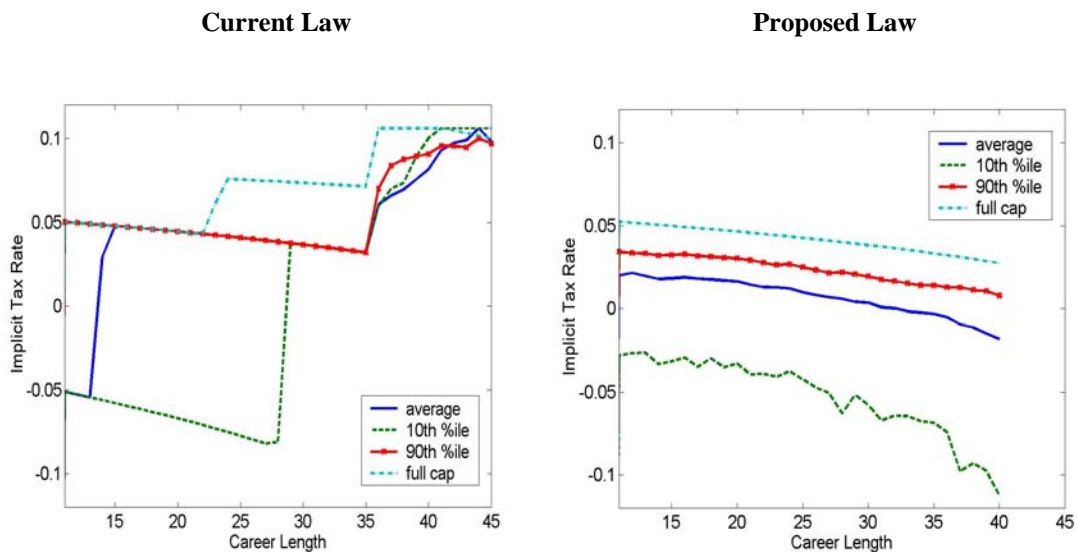 Current Law
0.1
0.05
0
-0.05
-0.1
Implicit Tax Rate
average
10th %ile
90th %ile
full cap
15
20
25
30
35
40
45
Career Length
Proposed Law
0.1
0.05
0
-0.05
-0.1
Implicit Tax Rate
average
10th %ile
90th %ile
full cap
15
20
25
30
35
40
45
Career Length